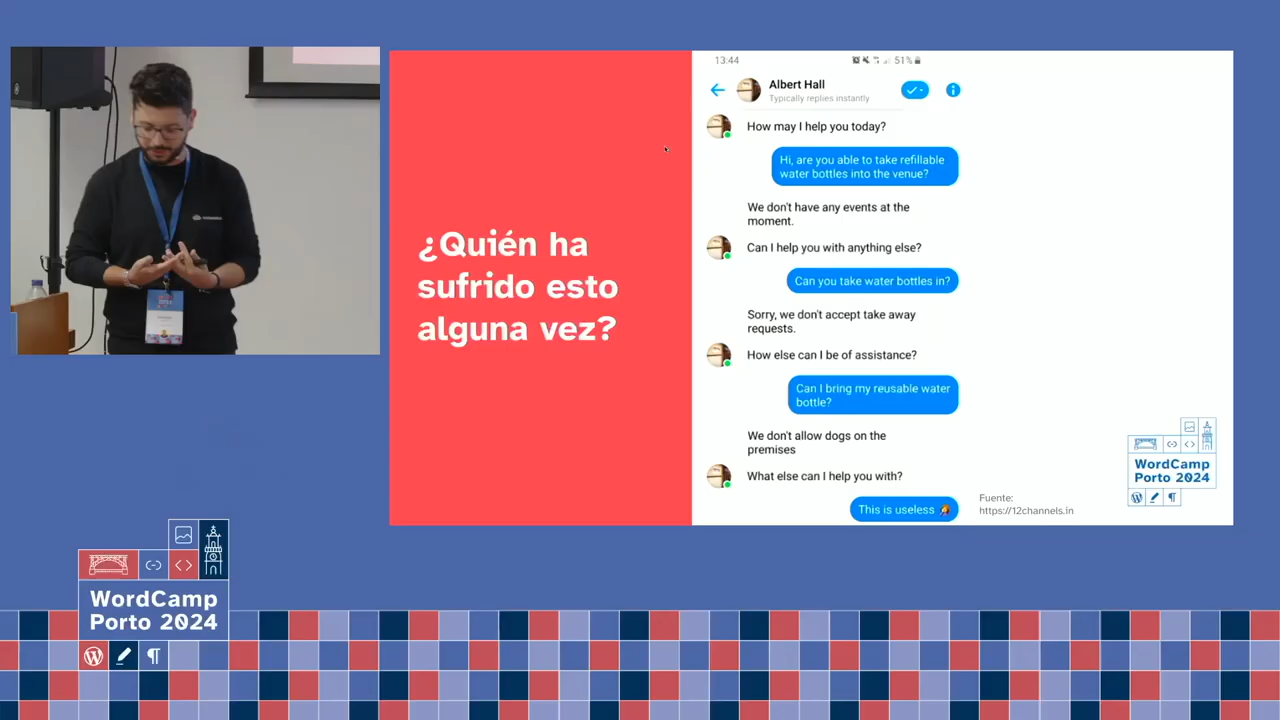 ¿Quién ha
sufrido esto
alguna vez?
13:44
51%
Albert Hall
Typically replies instantly
How may I help you today?
Hi, are you able to take refillable
water bottles into the venue?
We don't have any events at the
moment.
Can I help you with anything else?
Can you take water bottles in?
Sorry, we don't accept take away
requests.
How else can I be of assistance?
Can I bring my reusable water
bottle?
We don't allow dogs on the
premises
What else can I help you with?
This is useless
Fuente:
https://12channels.in
WordCamp
Porto 2024
WordCamp
Porto 2024